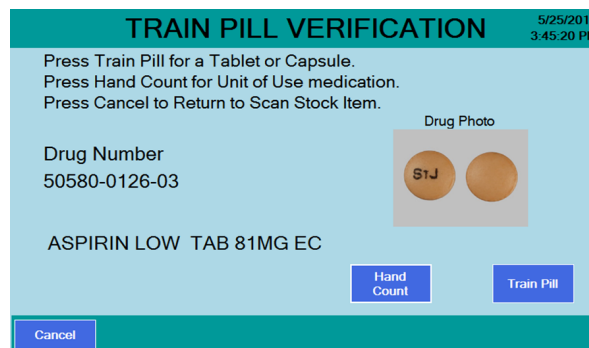 TRAIN PILL VERIFICATION
5/25/201
3:45:20 P
Press Train Pill for a Tablet or Capsule.
Press Hand Count for Unit of Use medication.
Press Cancel to Return to Scan Stock Item.
Drug Photo
Drug Number
50580-0126-03
S1J
ASPIRIN LOW TAB 81MG EC
Hand
Count
Train Pill
Cancel